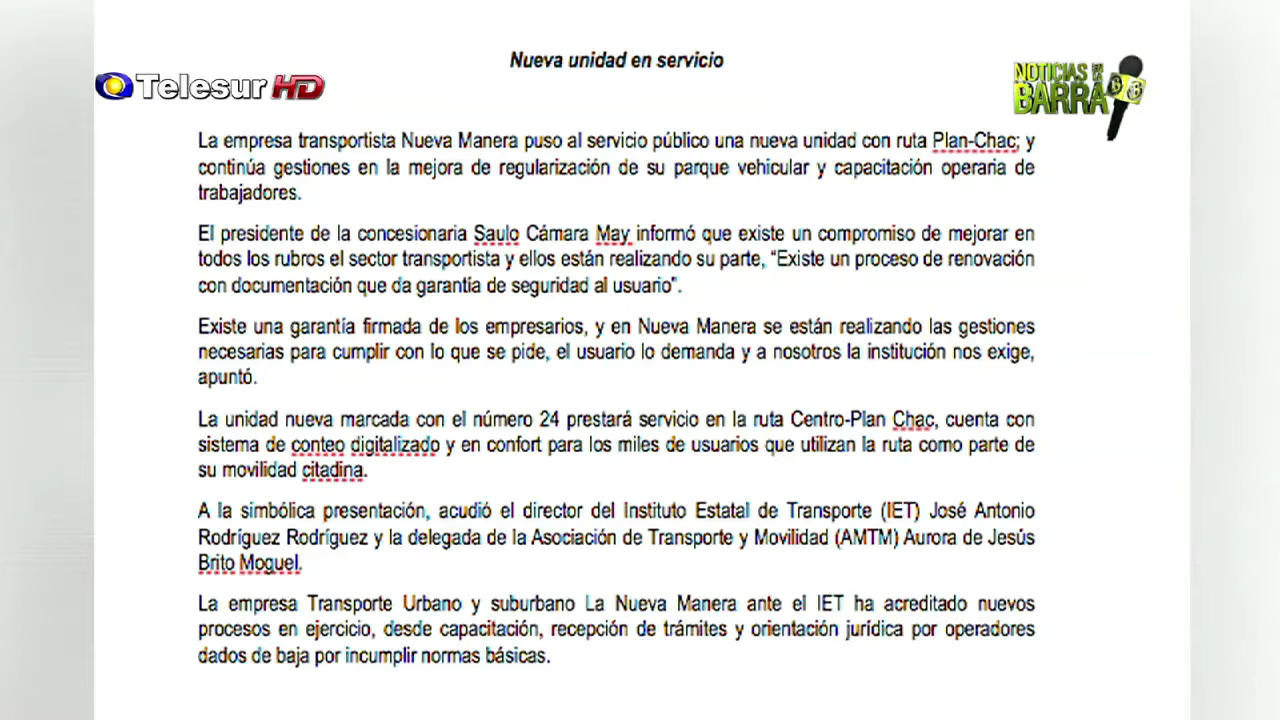 Nueva unidad en servicio
Telesur HD
NOTICIAS EN LA
BARRA
La empresa transportista Nueva Manera puso al servicio público una nueva unidad con ruta Plan-Chac; y
continúa gestiones en la mejora de regularización de su parque vehicular y capacitación operaria de
trabajadores.
El presidente de la concesionaria Saulo Cámara May informó que existe un compromiso de mejorar en
todos los rubros el sector transportista y ellos están realizando su parte, “Existe un proceso de renovación
con documentación que da garantía de seguridad al usuario”.
Existe una garantía firmada de los empresarios, y en Nueva Manera se están realizando las gestiones
necesarias para cumplir con lo que se pide, el usuario lo demanda y a nosotros la institución nos exige,
apuntó.
La unidad nueva marcada con el número 24 prestará servicio en la ruta Centro-Plan Chac, cuenta con
sistema de conteo digitalizado y en confort para los miles de usuarios que utilizan la ruta como parte de
su movilidad citadina.
A la simbólica presentación, acudió el director del Instituto Estatal de Transporte (IET) José Antonio
Rodríguez Rodríguez y la delegada de la Asociación de Transporte y Movilidad (AMTM) Aurora de Jesús
Brito Moguel.
La empresa Transporte Urbano y suburbano La Nueva Manera ante el IET ha acreditado nuevos
procesos en ejercicio, desde capacitación, recepción de trámites y orientación jurídica por operadores
dados de baja por incumplir normas básicas.